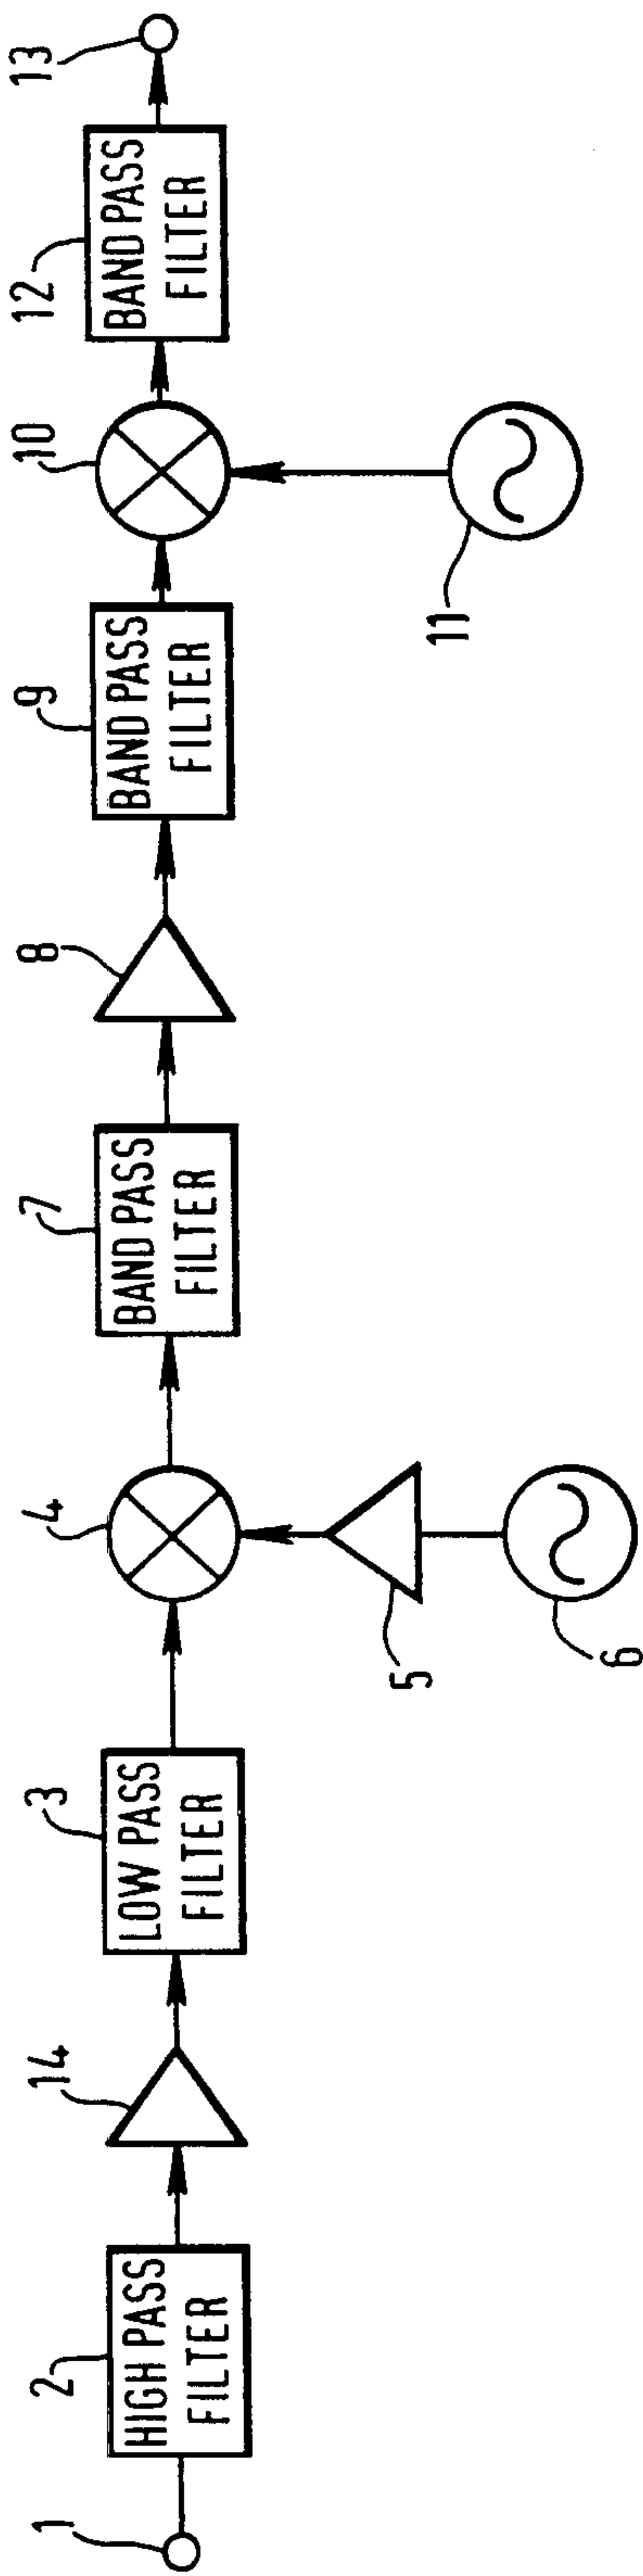 1
2
HIGH PASS
FILTER
14
3
LOW PASS
FILTER
4
5
6
7
BAND PASS
FILTER
8
9
BAND PASS
FILTER
10
11
12
BAND PASS
FILTER
13